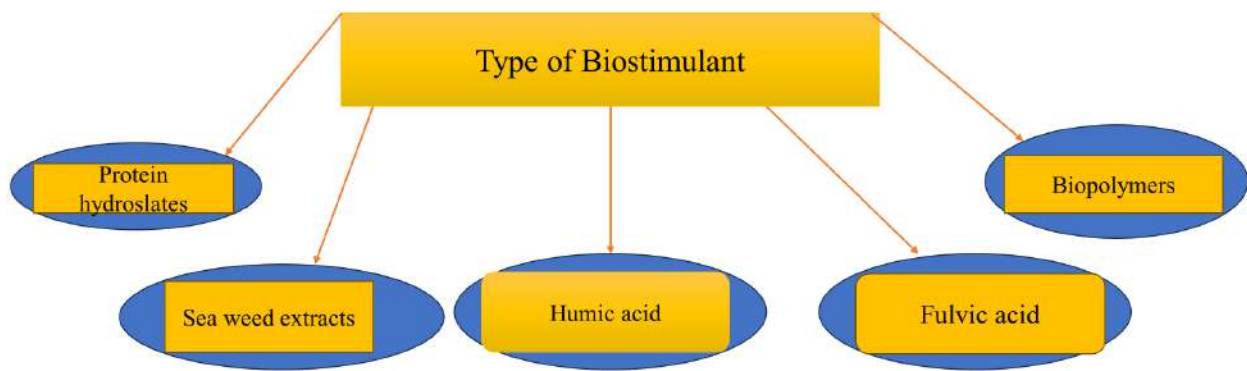 Type of Biostimulant
Protein
hydroslates
Biopolymers
Sea weed extracts
Humic acid
Fulvic acid